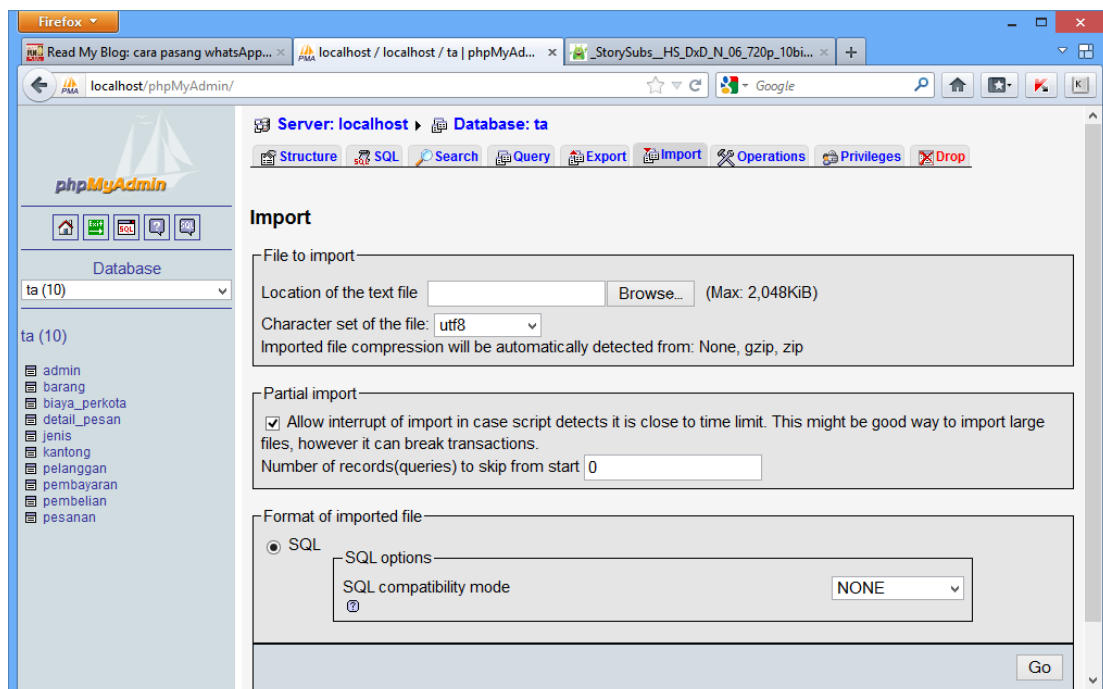 Firefox
Read My Blog: cara pasang whatsApp...
localhost / localhost / ta | phpMyAd...
_StorySubs__HS_DxD_N_06_720p_10bi...
localhost/phpMyAdmin/
Google
phpMyAdmin
Database
ta (10)
ta (10)
admin
barang
biaya_perkota
detail_pesan
jenis
kantong
pelanggan
pembayaran
pembelian
pesanan
Server: localhost Database: ta
Structure SQL Search Query Export Import Operations Privileges Drop
Import
File to import
Location of the text file Browse... (Max: 2,048KiB)
Character set of the file: utf8
Imported file compression will be automatically detected from: None, gzip, zip
Partial import
Allow interrupt of import in case script detects it is close to time limit. This might be good way to import large
files, however it can break transactions.
Number of records(queries) to skip from start 0
Format of imported file
SQL
SQL options
SQL compatibility mode NONE
Go